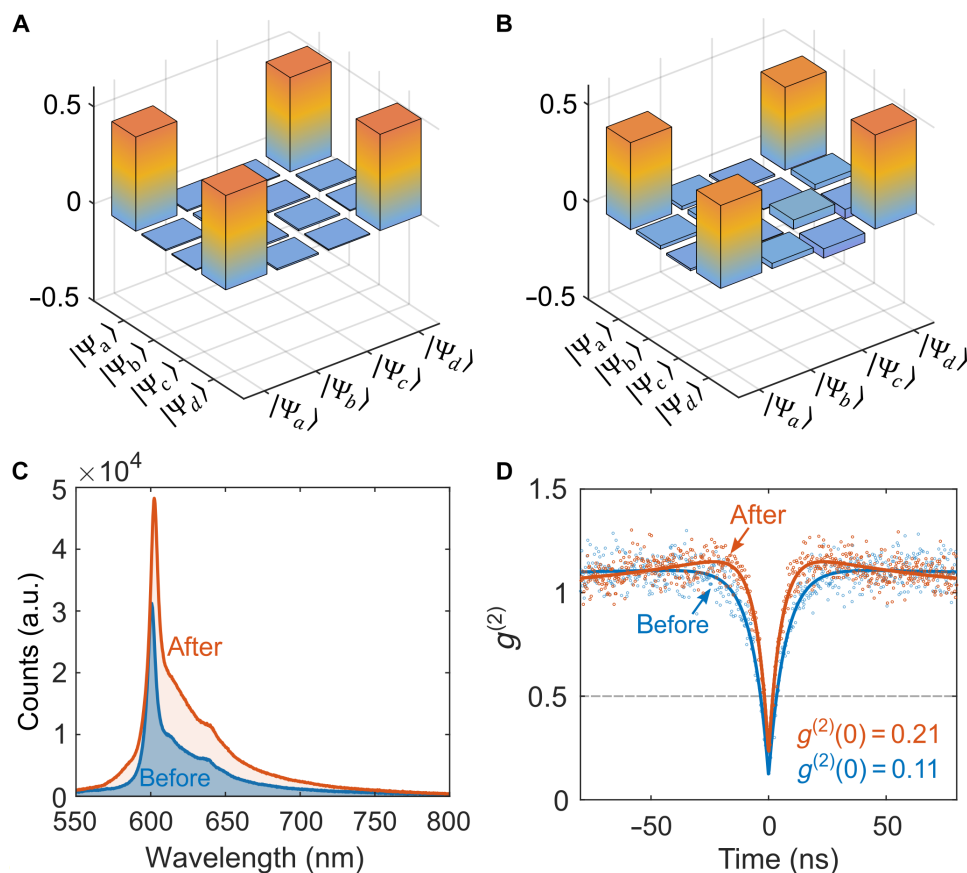 A
0.5
0
−0.5
|Ψa⟩
|Ψb⟩
|Ψc⟩
|Ψd⟩
|Ψa⟩
|Ψb⟩
|Ψc⟩
|Ψd⟩
B
0.5
0
−0.5
|Ψa⟩
|Ψb⟩
|Ψc⟩
|Ψd⟩
|Ψa⟩
|Ψb⟩
|Ψc⟩
|Ψd⟩
C
×10⁴
5
4
3
2
1
0
Counts (a.u.)
After
Before
550 600 650 700 750 800
Wavelength (nm)
D
1.5
1
0.5
0
g⁽²⁾
After
Before
g⁽²⁾(0) = 0.21
g⁽²⁾(0) = 0.11
−50 0 50
Time (ns)